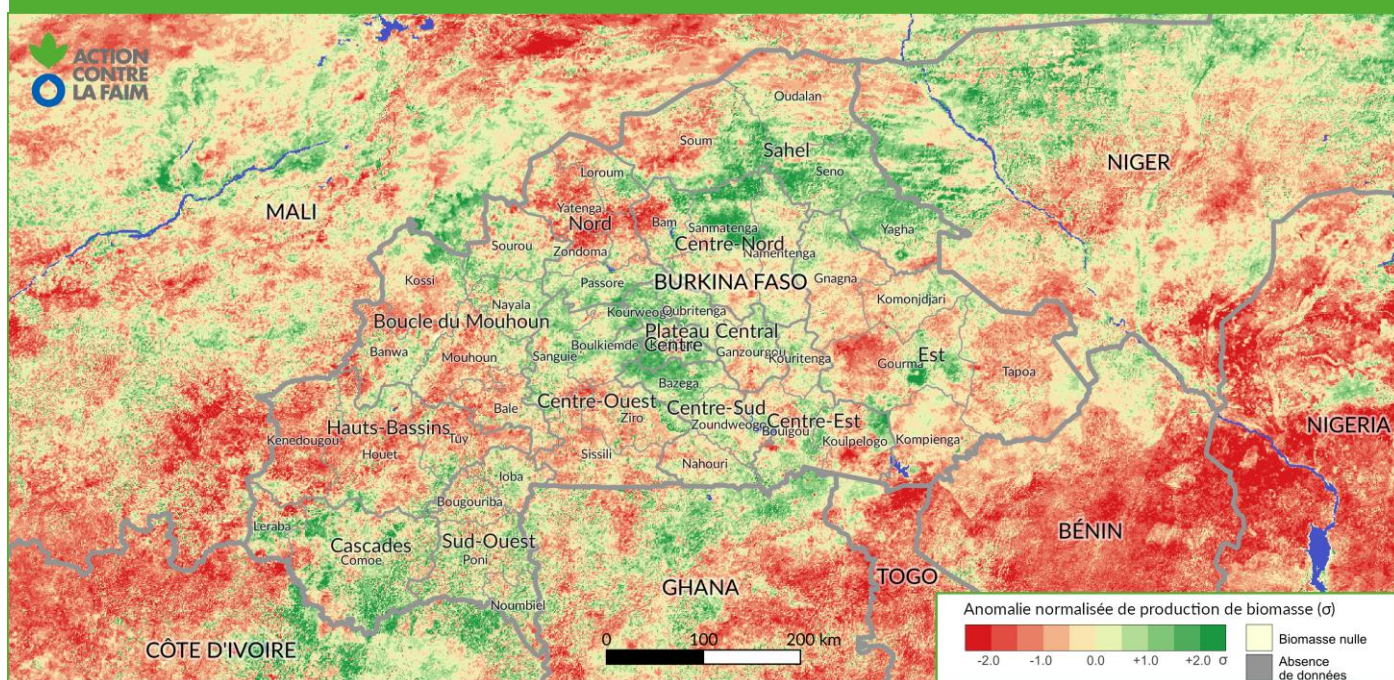 ACTION
CONTRE
LA FAIM
Oudalan
Soum
Sahel
NIGER
Loroum
Seno
MALI
Yatenga
Nord
Bam
Sanmatenga
Yagha
Sourou
Zondoma
Centre-Nord
Namentenga
Kossi
Passore
BURKINA FASO
Gnagna
Komonjdjari
Nayala
Kourweogo
Oubritenga
Boucle du Mouhoun
Plateau Central
Banwa
Mouhoun
Sanguie
Boulkiemde
Centre
Ganzourgou
Kouritenga
Gourma
Est
Tapoa
Bazega
Bale
Centre-Ouest
Ziro
Centre-Sud
Zoundweogo
Centre-Est
Boulgou
Kenedougou
Hauts-Bassins
Tuy
Houet
Koulpelogo
Kompienga
NIGERIA
Sissili
Nahouri
Ioba
Bougouriba
Leraba
Cascades
Comoe
Sud-Ouest
Poni
BÉNIN
GHANA
TOGO
Noumbiel
CÔTE D'IVOIRE
0 100 200 km
Anomalie normalisée de production de biomasse (σ)
-2.0 -1.0 0.0 +1.0 +2.0 σ
Biomasse nulle
Absence
de données